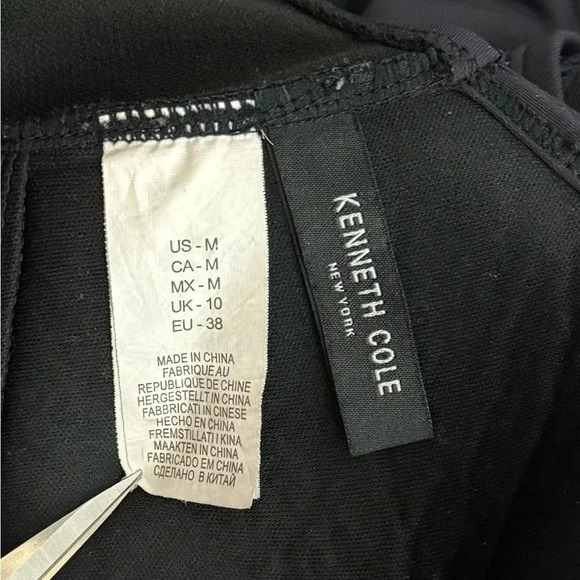 US - M
CA - M
MX - M
UK - 10
EU - 38
MADE IN CHINA
FABRIQUE AU
REPUBLIQUE DE CHINE
HERGESTELLT IN CHINA
FABBRICATI IN CINESE
HECHO EN CHINA
FREMSTILLAT I KINA
MAAKTEN IN CHINA
FABRICADO EM CHINA
СДЕЛАНО В КИТАЙ
KENNETH COLE
NEW YORK